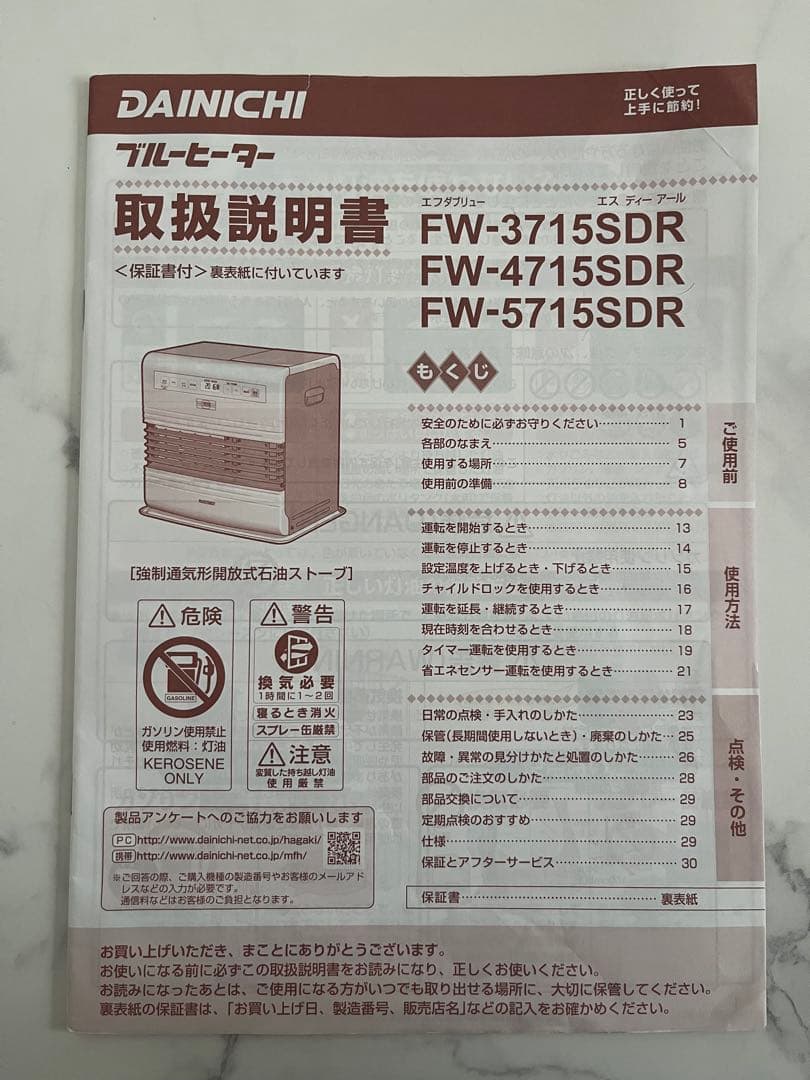 DAINICHI
正しく使って
上手に節約!
ブルーヒーター
取扱説明書
<保証書付>裏表紙に付いています
エフダブリュー エス ディー アール
FW-3715SDR
FW-4715SDR
FW-5715SDR
もくじ
安全のために必ずお守りください 1
各部のなまえ 5
使用する場所 7
使用前の準備 8
ご使用前
運転を開始するとき 13
運転を停止するとき 14
設定温度を上げるとき・下げるとき 15
チャイルドロックを使用するとき 16
運転を延長・継続するとき 17
現在時刻を合わせるとき 18
タイマー運転を使用するとき 19
省エネセンサー運転を使用するとき 21
使用方法
日常の点検・手入れのしかた 23
保管(長期間使用しないとき)・廃棄のしかた 25
故障・異常の見分けかたと処置のしかた 26
部品のご注文のしかた 28
部品交換について 29
定期点検のおすすめ 29
仕様 29
保証とアフターサービス 30
点検・その他
保証書 裏表紙
[強制通気形開放式石油ストーブ]
危険
GASOLINE
ガソリン使用禁止
使用燃料:灯油
KEROSENE
ONLY
警告
換気必要
1時間に1〜2回
寝るとき消火
スプレー缶厳禁
注意
変質した持ち越し灯油
使用厳禁
製品アンケートへのご協力をお願いします
PC http://www.dainichi-net.co.jp/hagaki/
携帯 http://www.dainichi-net.co.jp/mfh/
※ご回答の際、ご購入機種の製造番号やお客様のメールアド
レスなどの入力が必要です。
通信料などはお客様のご負担となります。
お買い上げいただき、まことにありがとうございます。
お使いになる前に必ずこの取扱説明書をお読みになり、正しくお使いください。
お読みになったあとは、ご使用になる方がいつでも取り出せる場所に、大切に保管してください。
裏表紙の保証書は、「お買い上げ日、製造番号、販売店名」などの記入をお確かめください。